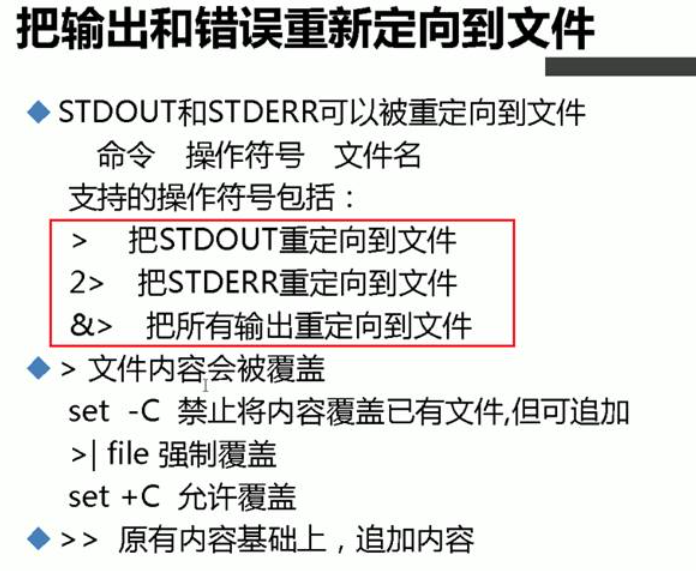 把输出和错误重新定向到文件
STDOUT和STDERR可以被重定向到文件
命令 操作符号 文件名
支持的操作符号包括：
> 把STDOUT重定向到文件
2> 把STDERR重定向到文件
&> 把所有输出重定向到文件
> 文件内容会被覆盖
set -C 禁止将内容覆盖已有文件,但可追加
>| file 强制覆盖
set +C 允许覆盖
>> 原有内容基础上，追加内容